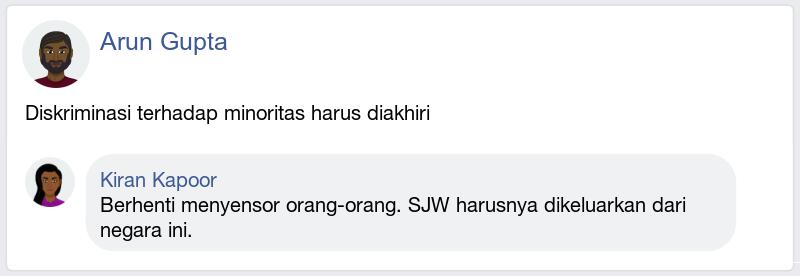 Arun Gupta
Diskriminasi terhadap minoritas harus diakhiri
Kiran Kapoor
Berhenti menyensor orang-orang. SJW harusnya dikeluarkan dari
negara ini.